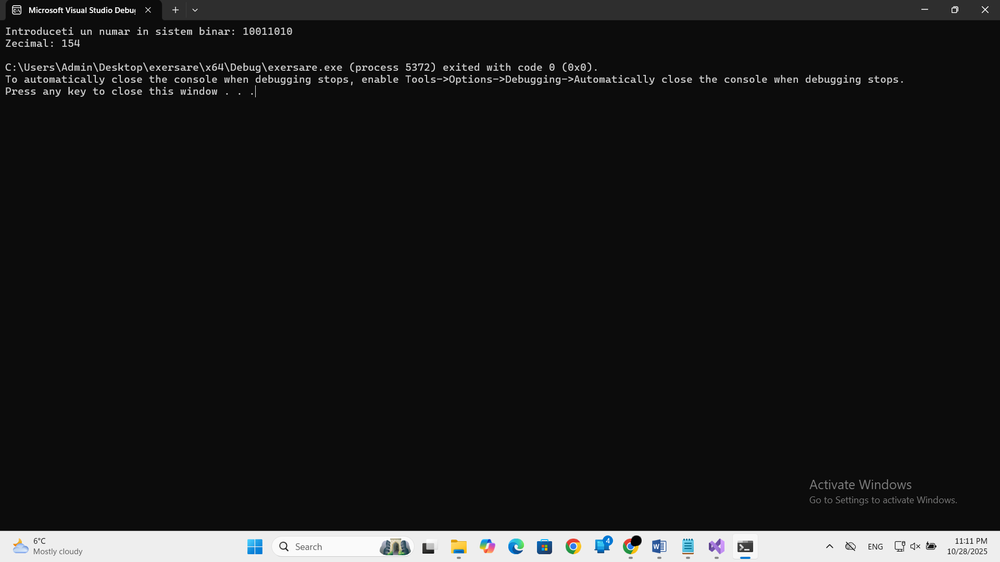 Microsoft Visual Studio Debu
Introduceti un numar in sistem binar: 10011010
Zecimal: 154
C:\Users\Admin\Desktop\exersare\x64\Debug\exersare.exe (process 5372) exited with code 0 (0x0).
To automatically close the console when debugging stops, enable Tools->Options->Debugging->Automatically close the console when debugging stops.
Press any key to close this window . . .
Activate Windows
Go to Settings to activate Windows.
6°C
Mostly cloudy
Search
4
ENG
11:11 PM
10/28/2025